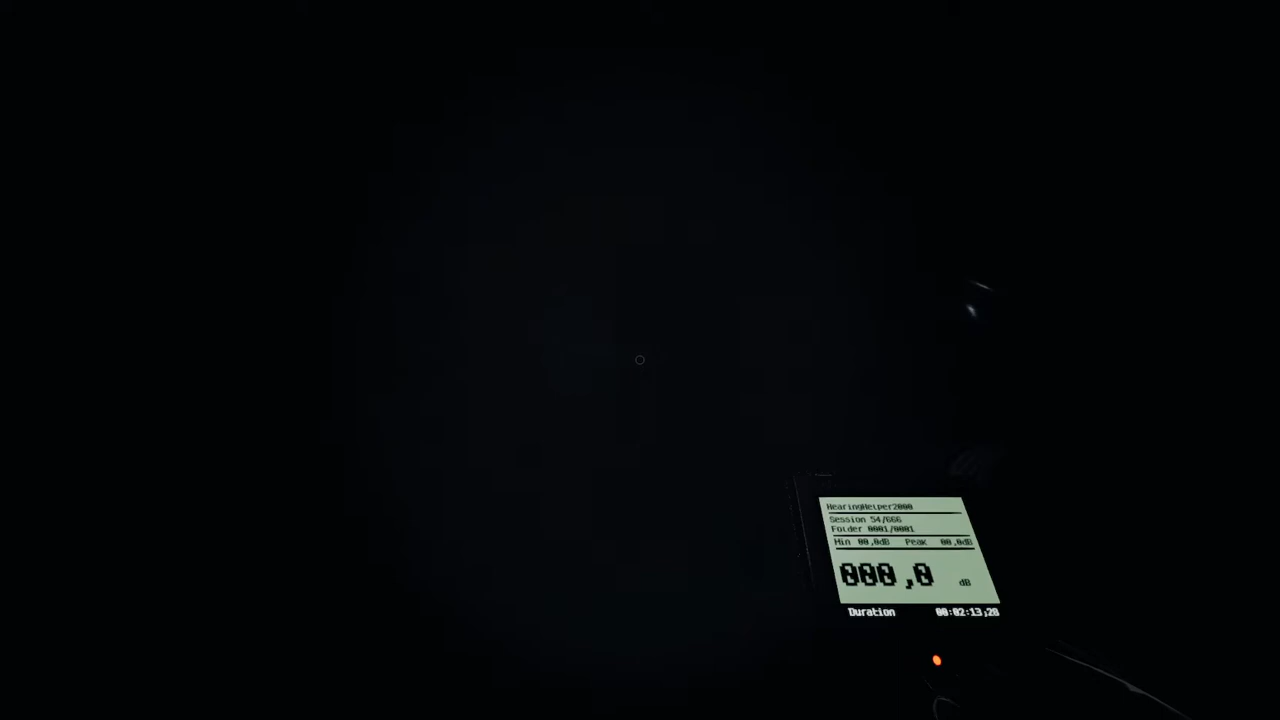 HearingHelper2000
Session 54/666
Folder 0001/0001
Min 00,0dB Peak 00,0dB
000,0 dB
Duration 00:02:13,28